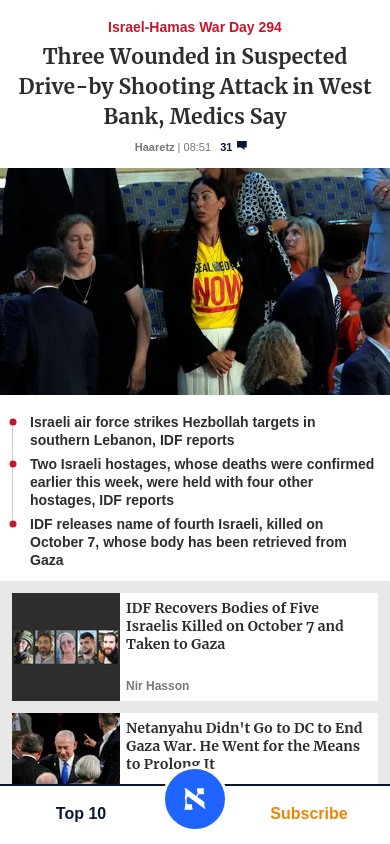 Israel-Hamas War Day 294
Three Wounded in Suspected
Drive-by Shooting Attack in West
Bank, Medics Say
Haaretz | 08:51 31
SEAL
NOW
Israeli air force strikes Hezbollah targets in
southern Lebanon, IDF reports
Two Israeli hostages, whose deaths were confirmed
earlier this week, were held with four other
hostages, IDF reports
IDF releases name of fourth Israeli, killed on
October 7, whose body has been retrieved from
Gaza
IDF Recovers Bodies of Five
Israelis Killed on October 7 and
Taken to Gaza
Nir Hasson
Netanyahu Didn't Go to DC to End
Gaza War. He Went for the Means
to Prolong It
Top 10
Subscribe